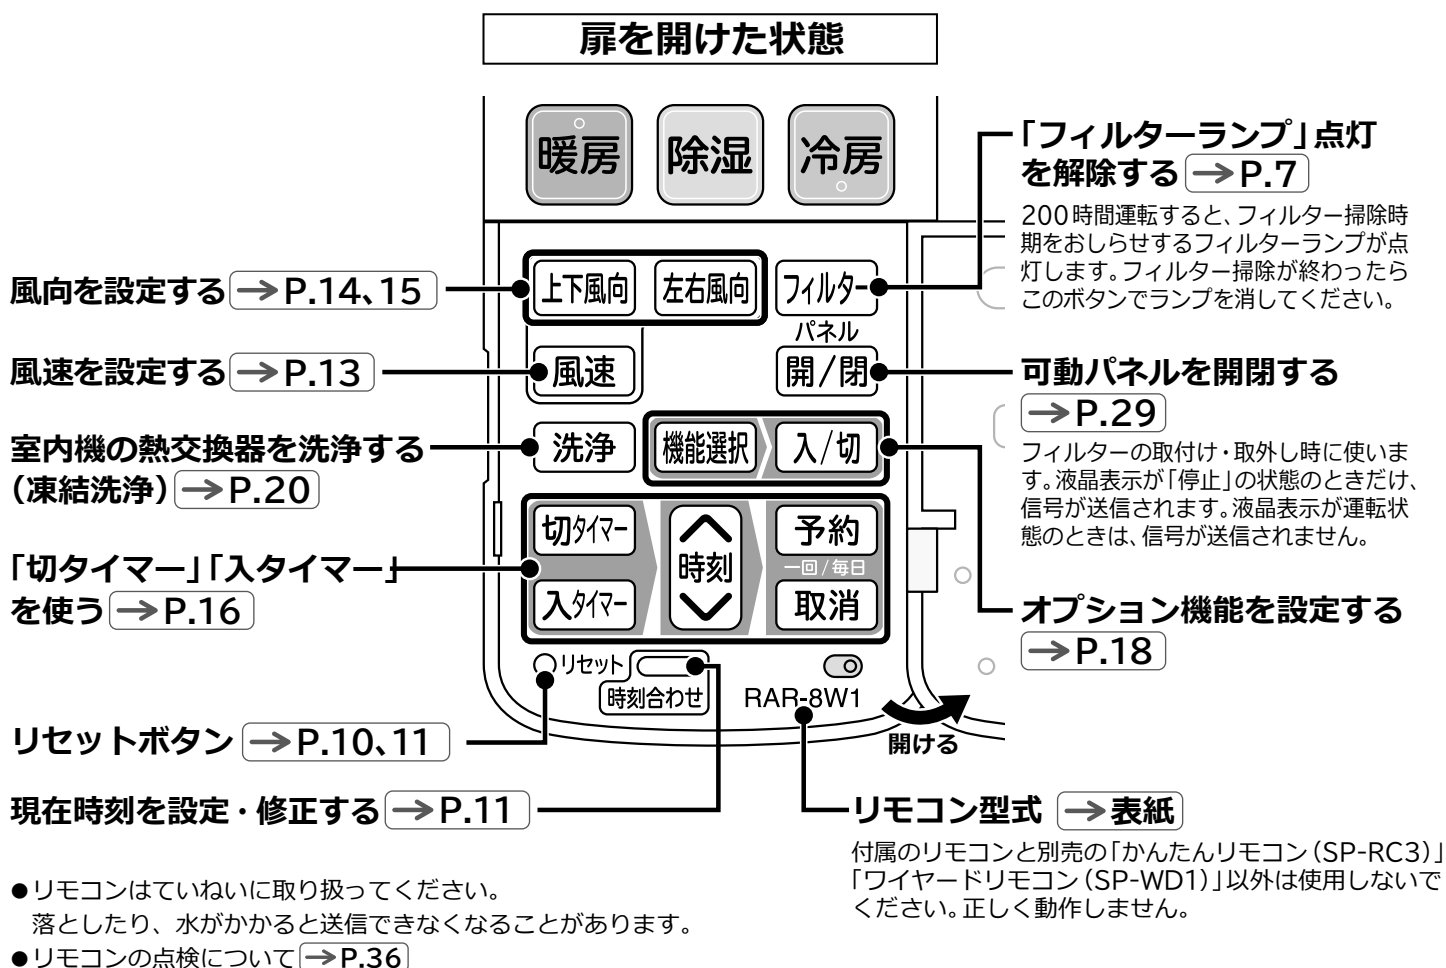 扉を開けた状態
暖房
除湿
冷房
上下風向
左右風向
フィルター
パネル
風速
開/閉
洗浄
機能選択
入/切
切タイマー
時刻
予約
一回/毎日
入タイマー
取消
リセット
時刻合わせ
RAR-8W1
開ける
風向を設定する→P.14、15
風速を設定する→P.13
室内機の熱交換器を洗浄する
（凍結洗浄）→P.20
「切タイマー」「入タイマー」
を使う→P.16
リセットボタン→P.10、11
現在時刻を設定・修正する→P.11
「フィルターランプ」点灯
を解除する→P.7
200時間運転すると、フィルター掃除時
期をおしらせするフィルターランプが点
灯します。フィルター掃除が終わったら
このボタンでランプを消してください。
可動パネルを開閉する
→P.29
フィルターの取付け・取外し時に使いま
す。液晶表示が「停止」の状態のときだけ、
信号が送信されます。液晶表示が運転状
態のときは、信号が送信されません。
オプション機能を設定する
→P.18
リモコン型式 →表紙
付属のリモコンと別売の「かんたんリモコン（SP-RC3）」
「ワイヤードリモコン（SP-WD1）」以外は使用しないで
ください。正しく動作しません。
●リモコンはていねいに取り扱ってください。
落としたり、水がかかると送信できなくなることがあります。
●リモコンの点検について→P.36